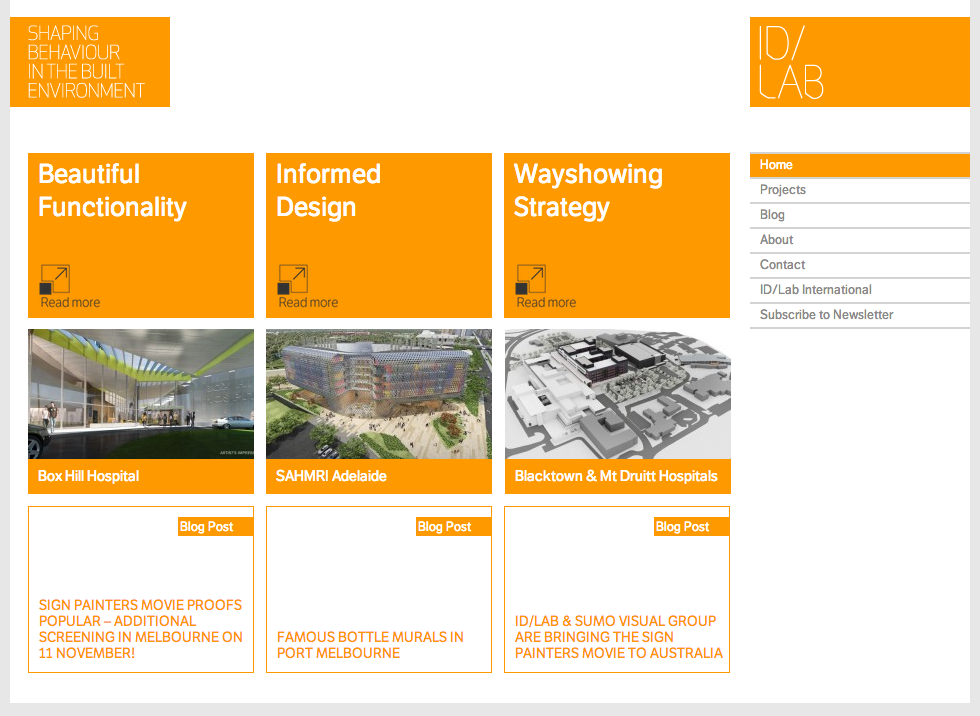 SHAPING
BEHAVIOUR
IN THE BUILT
ENVIRONMENT
ID/
LAB
Beautiful
Functionality
Read more
Informed
Design
Read more
Wayshowing
Strategy
Read more
Home
Projects
Blog
About
Contact
ID/Lab International
Subscribe to Newsletter
Box Hill Hospital
SAHMRI Adelaide
Blacktown & Mt Druitt Hospitals
Blog Post
SIGN PAINTERS MOVIE PROOFS
POPULAR – ADDITIONAL
SCREENING IN MELBOURNE ON
11 NOVEMBER!
Blog Post
FAMOUS BOTTLE MURALS IN
PORT MELBOURNE
Blog Post
ID/LAB & SUMO VISUAL GROUP
ARE BRINGING THE SIGN
PAINTERS MOVIE TO AUSTRALIA